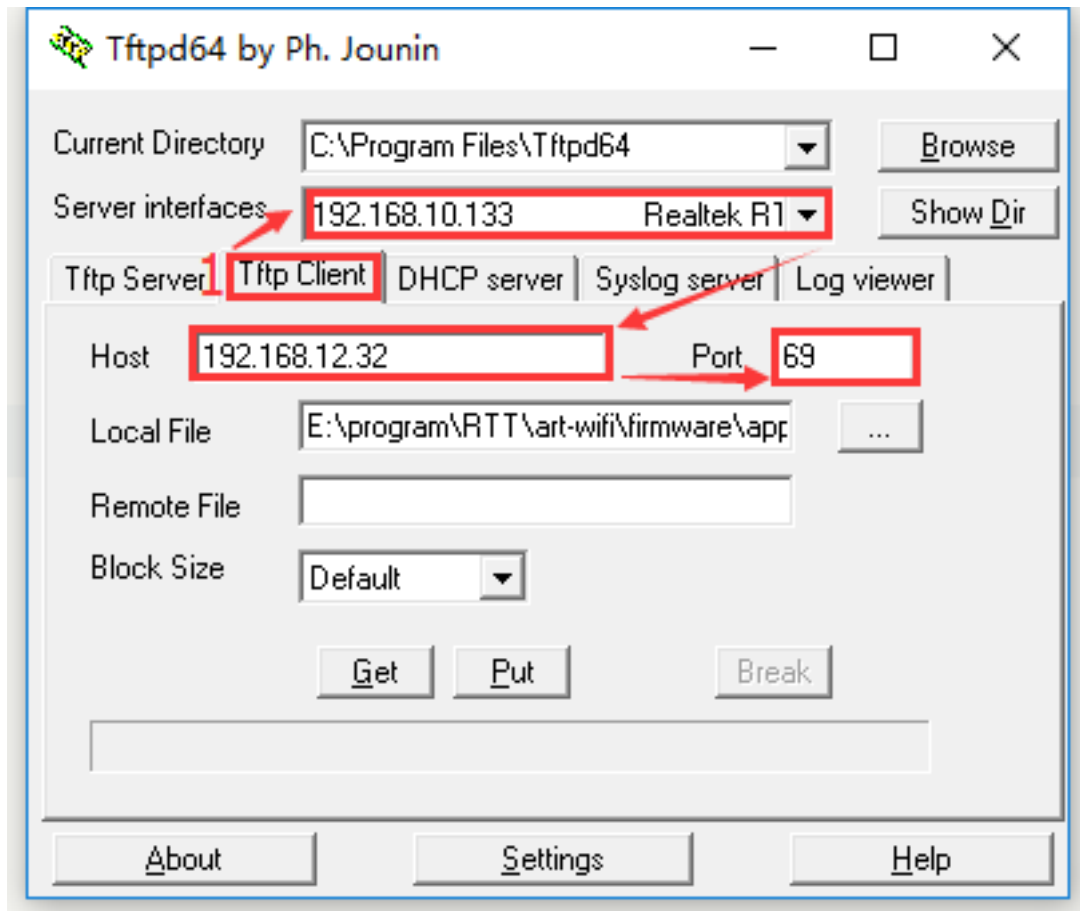 Tftpd64 by Ph. Jounin
Current Directory C:\Program Files\Tftpd64 Browse
Server interfaces 192.168.10.133 Realtek RT Show Dir
Tftp Server 1 Tftp Client DHCP server Syslog server Log viewer
Host 192.168.12.32 Port 69
Local File E:\program\RTT\art-wifi\firmware\app ...
Remote File
Block Size Default
Get Put Break
About Settings Help